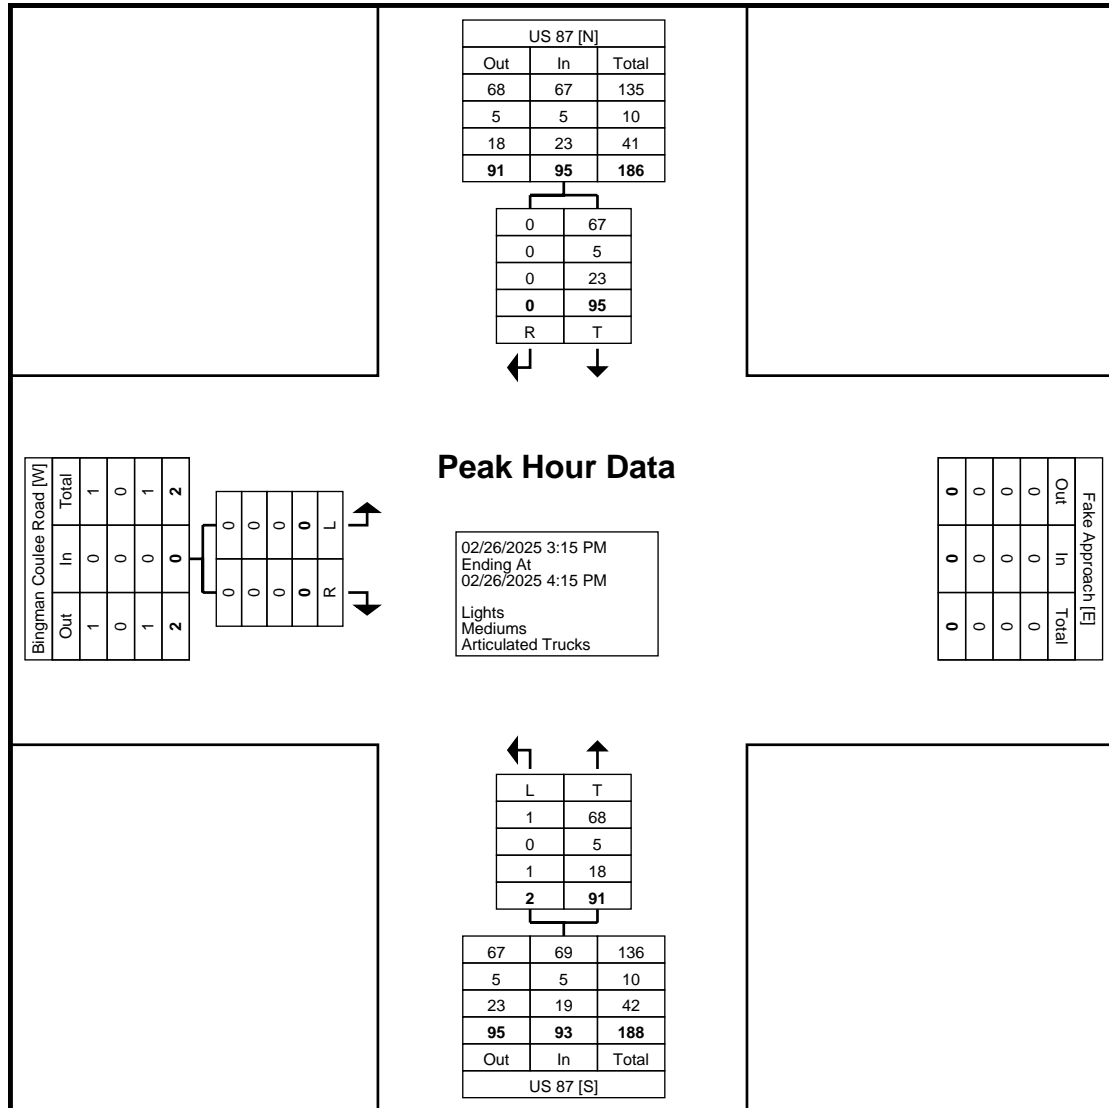 US 87 [N]
Out In Total
68 67 135
5 5 10
18 23 41
91 95 186
0 67
0 5
0 23
0 95
R T
Bingman Coulee Road [W]
Total 1 0 1 2
In 0 0 0 0
Out 1 0 1 2
0 0 0 0 L
0 0 0 0 R
Peak Hour Data
02/26/2025 3:15 PM
Ending At
02/26/2025 4:15 PM
Lights
Mediums
Articulated Trucks
Fake Approach [E]
Out In Total
0 0 0
0 0 0
0 0 0
0 0 0
L T
1 68
0 5
1 18
2 91
67 69 136
5 5 10
23 19 42
95 93 188
Out In Total
US 87 [S]